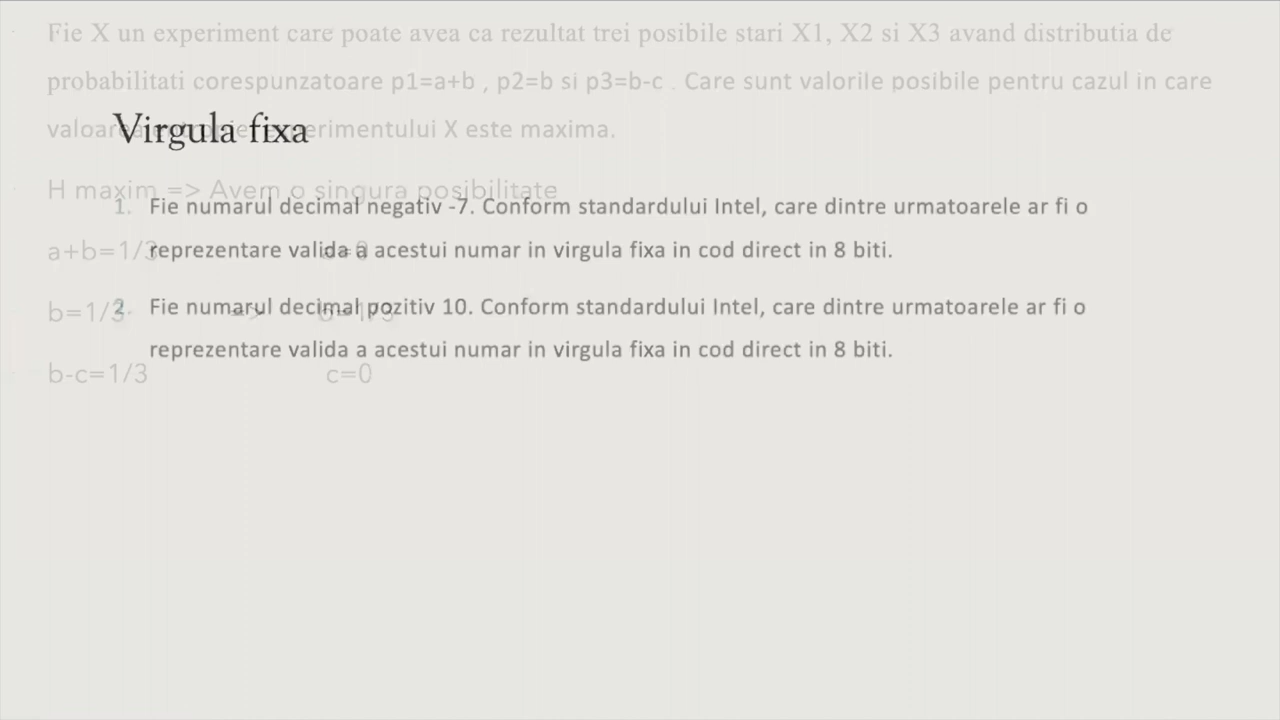 Fie X un experiment care poate avea ca rezultat trei posibile stari X1, X2 si X3 avand distributia de
probabilitati corespunzatoare p1=a+b , p2=b si p3=b-c . Care sunt valorile posibile pentru cazul in care
Virgula fixa
experimentului X este maxima.
H maxim => Avem o singura posibilitate
1. Fie numarul decimal negativ -7. Conform standardului Intel, care dintre urmatoarele ar fi o
a+b=1/3
reprezentare valida a acestui numar in virgula fixa in cod direct in 8 biti.
2. Fie numarul decimal pozitiv 10. Conform standardului Intel, care dintre urmatoarele ar fi o
b=1/3
reprezentare valida a acestui numar in virgula fixa in cod direct in 8 biti.
b-c=1/3 c=0